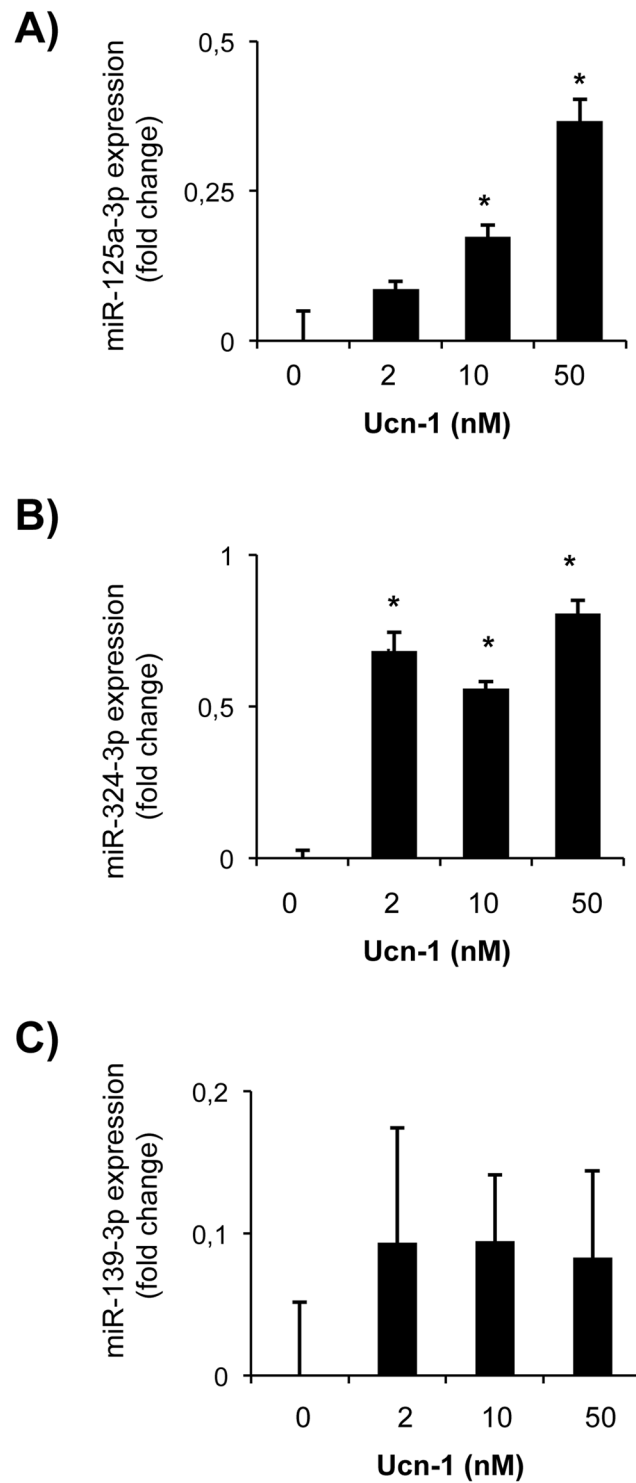 A)
miR-125a-3p expression
(fold change)
0,5
*
*
0,25
0
0 2 10 50
Ucn-1 (nM)
B)
miR-324-3p expression
(fold change)
1
*
*
*
0,5
0
0 2 10 50
Ucn-1 (nM)
C)
miR-139-3p expression
(fold change)
0,2
0,1
0
0 2 10 50
Ucn-1 (nM)